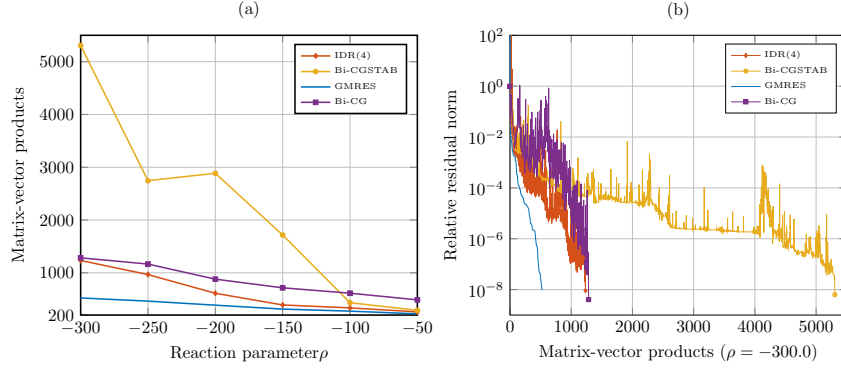 (a)
(b)
5000
4000
3000
2000
1000
200
Matrix-vector products
IDR(4)
Bi-CGSTAB
GMRES
Bi-CG
−300
−250
−200
−150
−100
−50
Reaction parameterρ
10^2
10^0
10^−2
10^−4
10^−6
10^−8
Relative residual norm
IDR(4)
Bi-CGSTAB
GMRES
Bi-CG
0
1000
2000
3000
4000
5000
Matrix-vector products (ρ = −300.0)